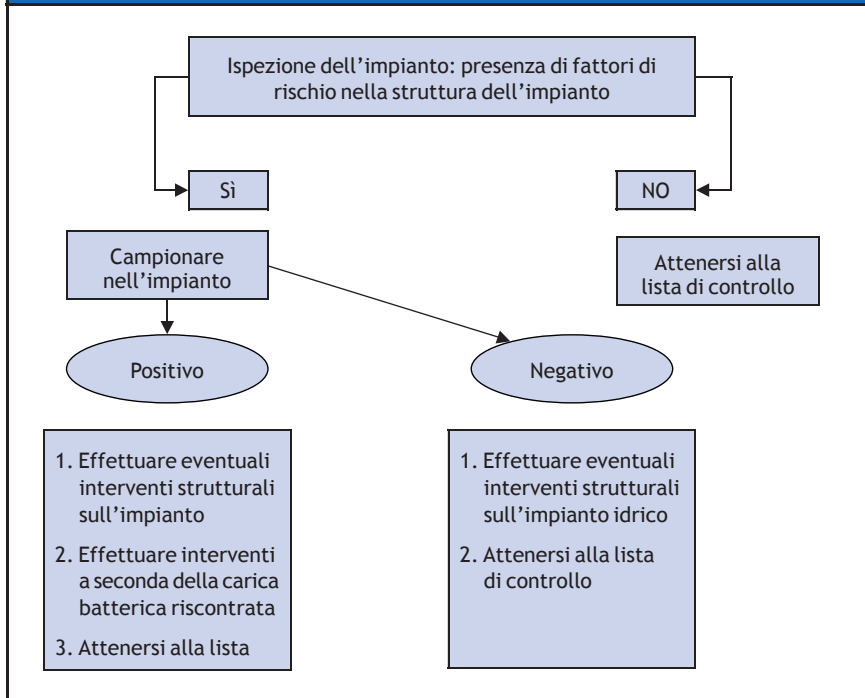 Ispezione dell’impianto: presenza di fattori di
rischio nella struttura dell’impianto
Sì
NO
Campionare
nell’impianto
Attenersi alla
lista di controllo
Positivo
Negativo
1. Effettuare eventuali
interventi strutturali
sull’impianto
2. Effettuare interventi
a seconda della carica
batterica riscontrata
3. Attenersi alla lista
1. Effettuare eventuali
interventi strutturali
sull’impianto idrico
2. Attenersi alla lista
di controllo